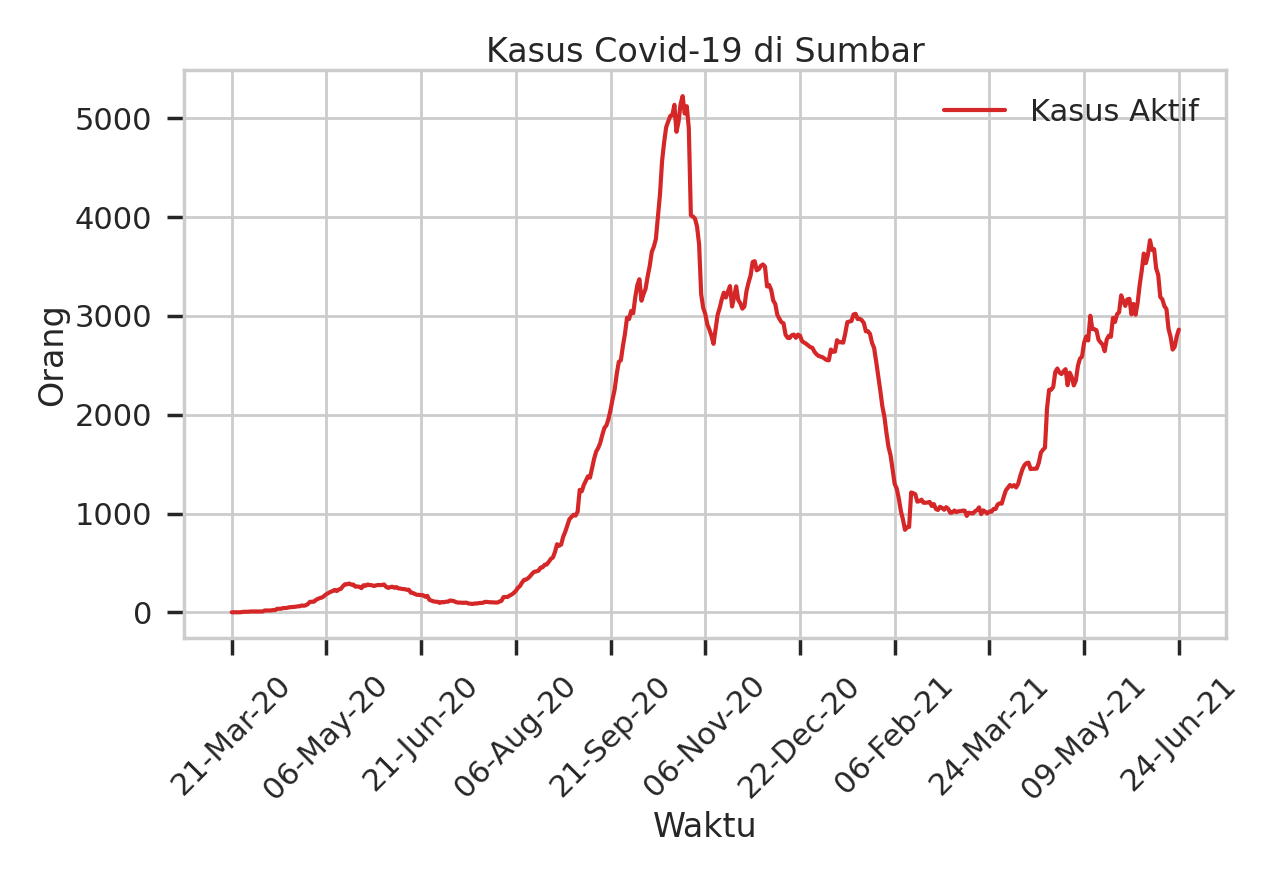 Kasus Covid-19 di Sumbar
Kasus Aktif
Orang
5000
4000
3000
2000
1000
0
21-Mar-20
06-May-20
21-Jun-20
06-Aug-20
21-Sep-20
06-Nov-20
22-Dec-20
06-Feb-21
24-Mar-21
09-May-21
24-Jun-21
Waktu